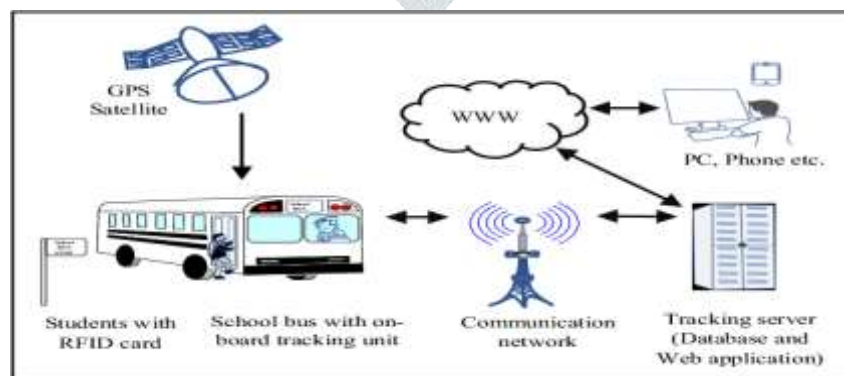 GPS
Satellite
WWW
PC, Phone etc.
Students with
RFID card
School bus with on-
board tracking unit
Communication
network
Tracking server
(Database and
Web application)